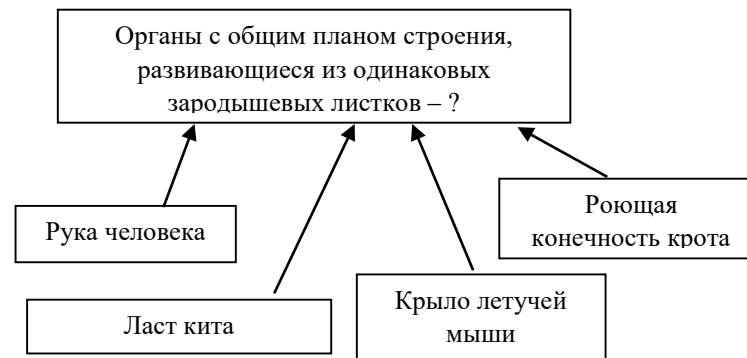 Органы с общим планом строения,
развивающиеся из одинаковых
зародышевых листков – ?
Рука человека
Роющая
конечность крота
Ласт кита
Крыло летучей
мыши